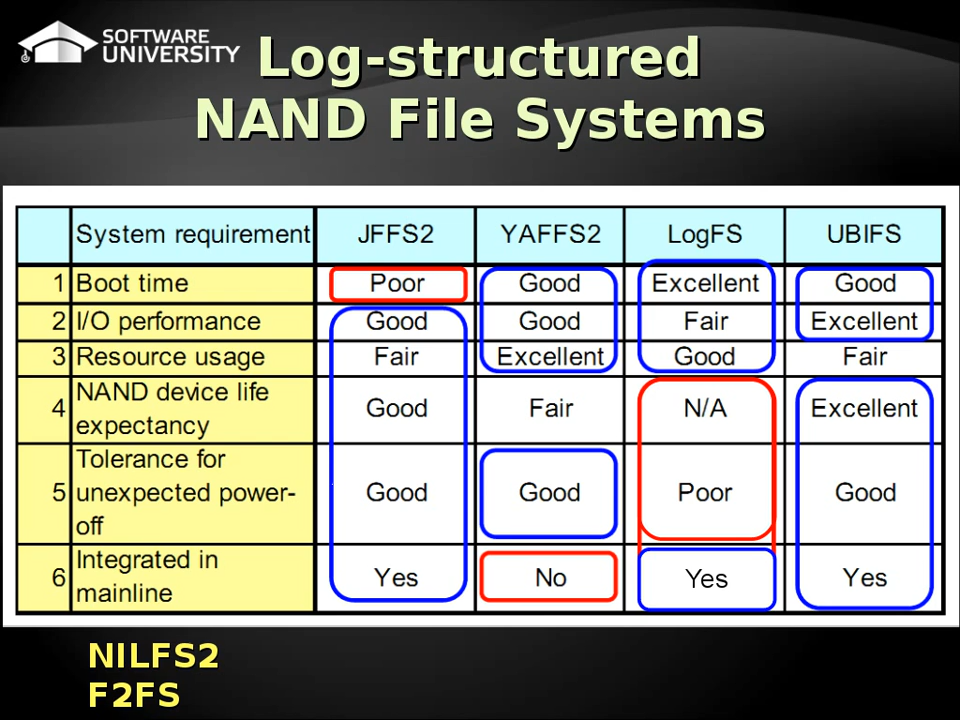 SOFTWARE
UNIVERSITY
Log-structured
NAND File Systems
System requirement JFFS2 YAFFS2 LogFS UBIFS
1 Boot time Poor Good Excellent Good
2 I/O performance Good Good Fair Excellent
3 Resource usage Fair Excellent Good Fair
4 NAND device life
expectancy Good Fair N/A Excellent
5 Tolerance for
unexpected power-
off Good Good Poor Good
6 Integrated in
mainline Yes No Yes Yes
NILFS2
F2FS